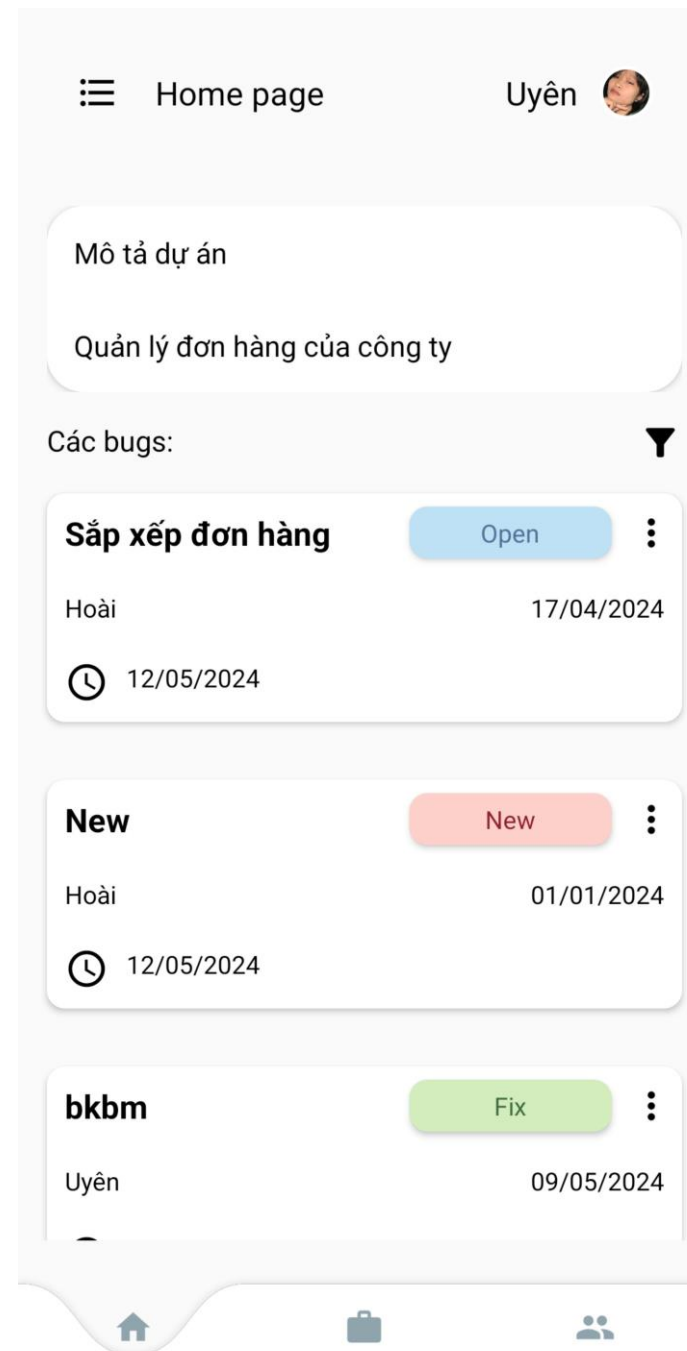 Home page Uyên
Mô tả dự án
Quản lý đơn hàng của công ty
Các bugs:
Sắp xếp đơn hàng Open
Hoài 17/04/2024
12/05/2024
New New
Hoài 01/01/2024
12/05/2024
bkbm Fix
Uyên 09/05/2024